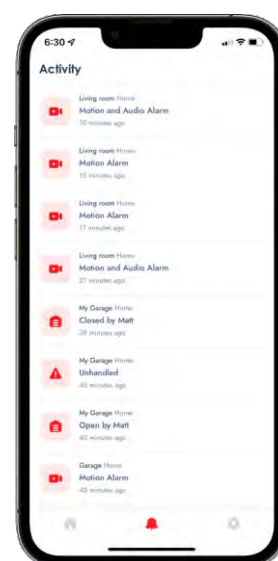 6:30
Activity
Living room Home
Motion and Audio Alarm
10 minutes ago
Living room Home
Motion Alarm
15 minutes ago
Living room Home
Motion Alarm
17 minutes ago
Living room Home
Motion and Audio Alarm
21 minutes ago
My Garage Home
Closed by Matt
38 minutes ago
My Garage Home
Unhandled
40 minutes ago
My Garage Home
Open by Matt
40 minutes ago
Garage Home
Motion Alarm
40 minutes ago